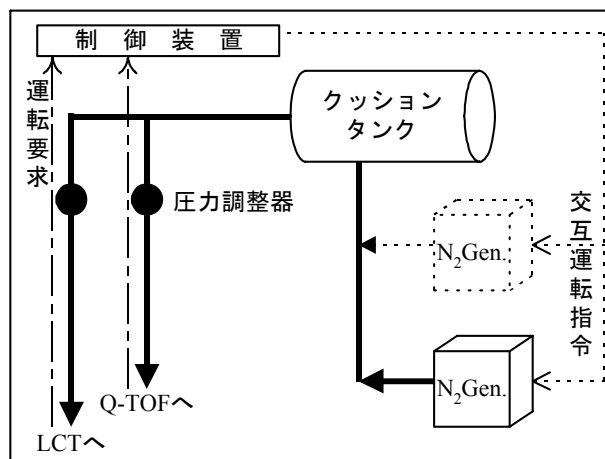 制御装置
運転要求
クッション
タンク
圧力調整器
N₂Gen.
交互運転指令
N₂Gen.
Q-TOFへ
LCTへ